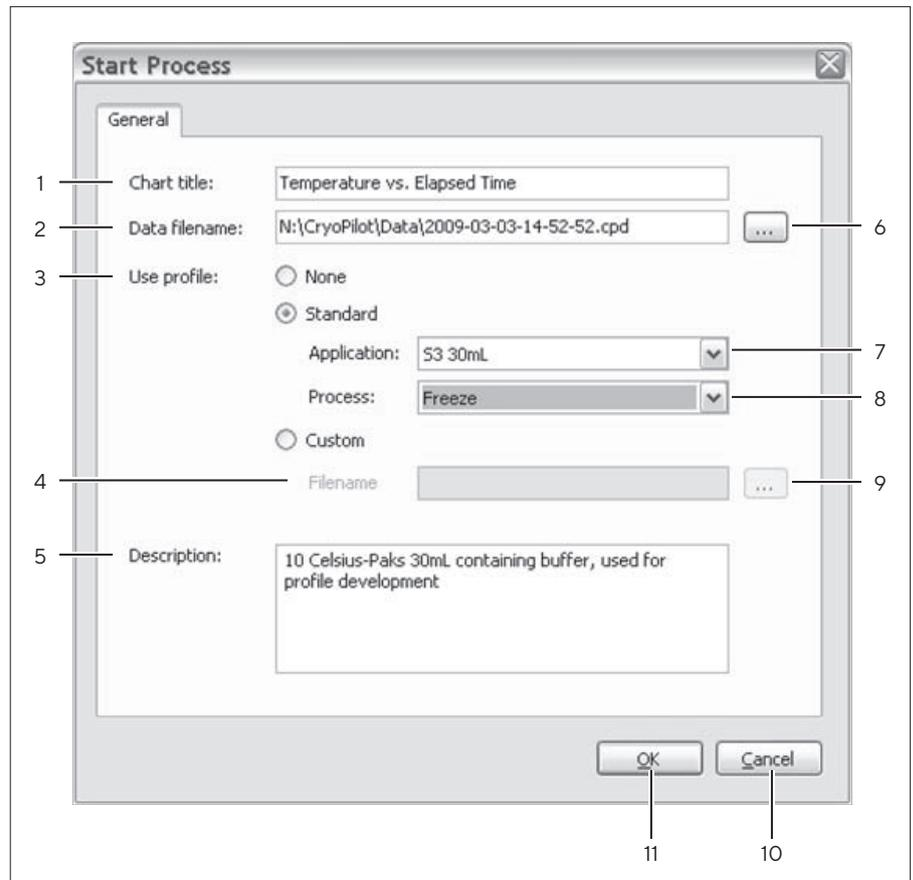 Start Process
General
1 Chart title: Temperature vs. Elapsed Time
2 Data filename: N:\CryoPilot\Data\2009-03-03-14-52-52.cpd ... 6
3 Use profile: None
Standard
Application: S3 30mL 7
Process: Freeze 8
Custom
4 Filename ... 9
5 Description: 10 Celsius-Paks 30mL containing buffer, used for
profile development
OK Cancel
11 10